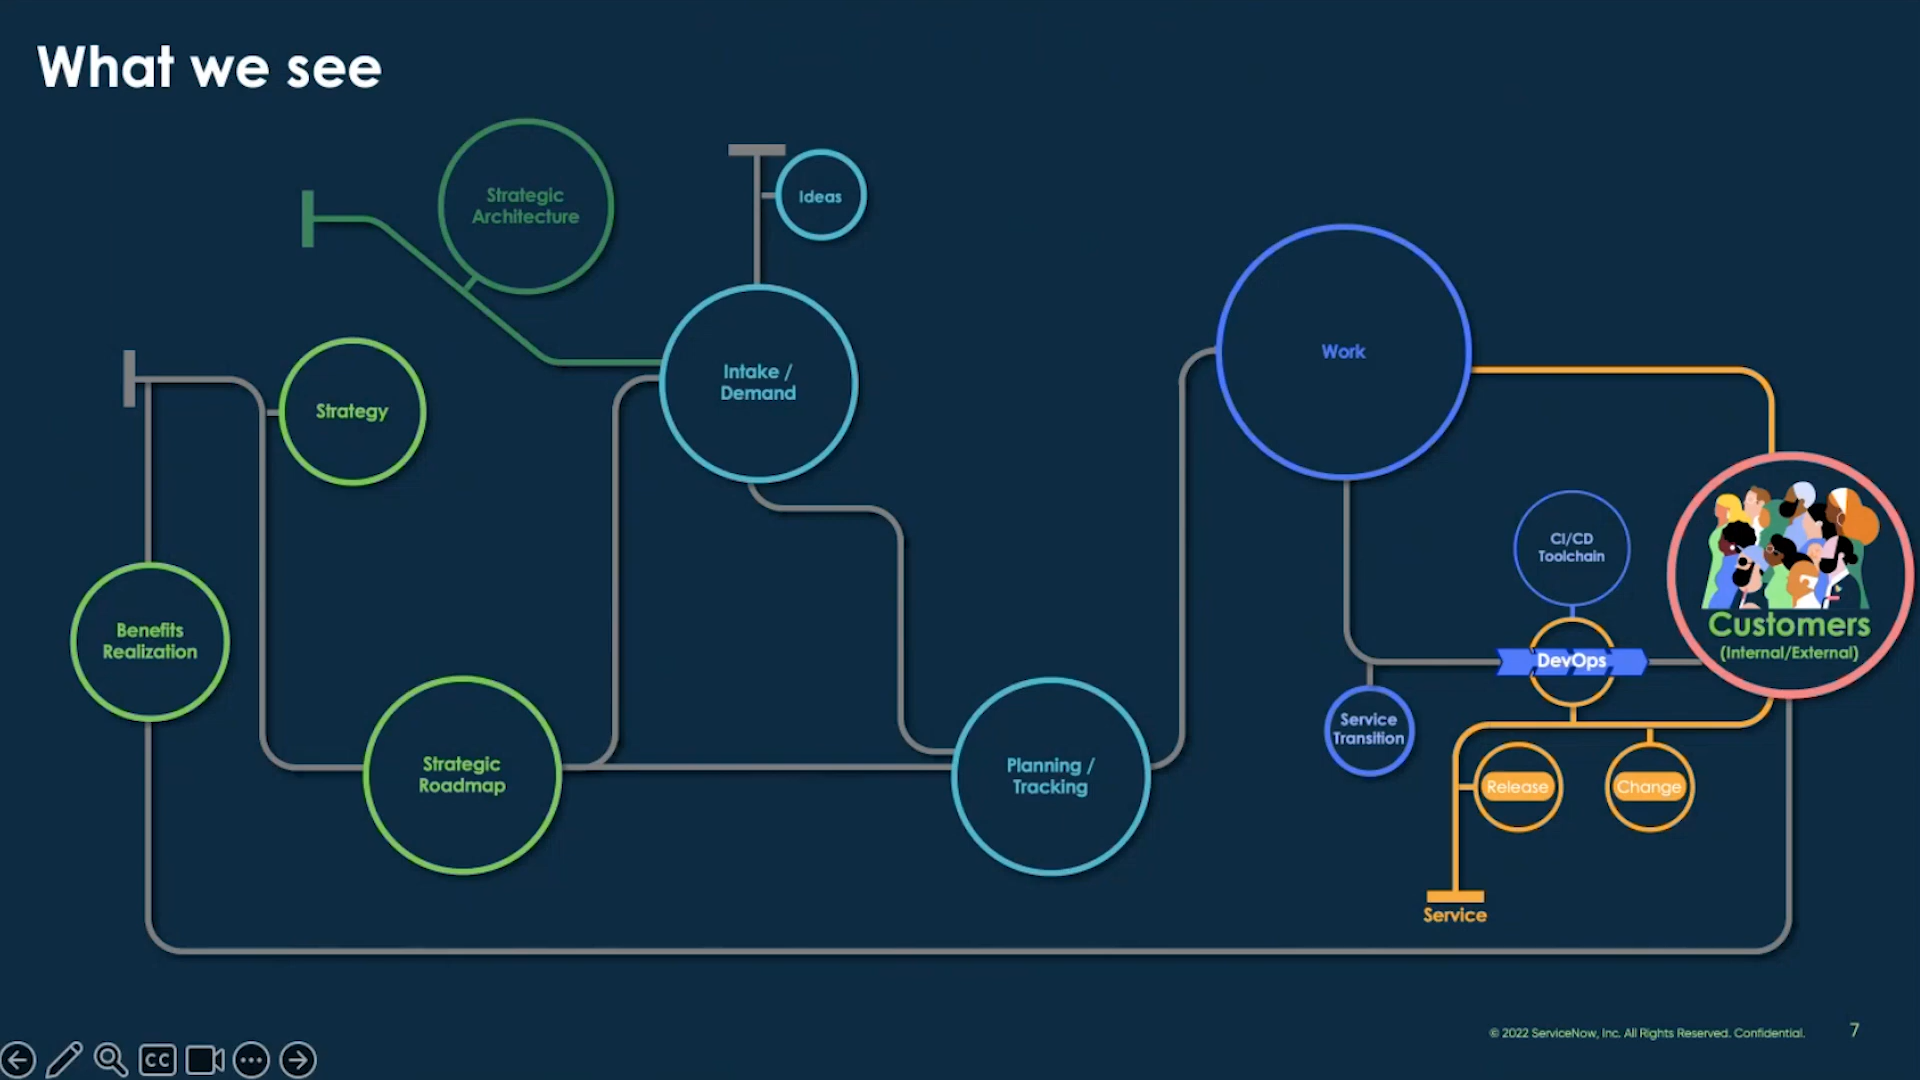 What we see
Strategic
Architecture
Ideas
Intake /
Demand
Work
Strategy
CI/CD
Toolchain
Benefits
Realization
Customers
(Internal/External)
DevOps
Service
Transition
Strategic
Roadmap
Planning /
Tracking
Release
Change
Service
© 2022 ServiceNow, Inc. All Rights Reserved. Confidential.
7
CC